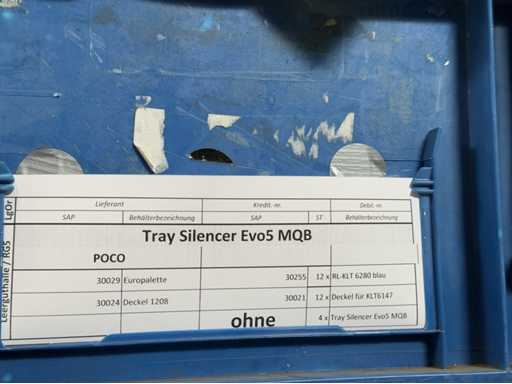 LgOr Lieferant Kredit.-nr. Debit.-nr.
SAP Behälterbezeichnung SAP ST Behälterbezeichnung
Leerguthalle / RG5
Tray Silencer Evo5 MQB
POCO
30029 Europalette 30255 12 x RL-KLT 6280 blau
30024 Deckel 1208 30021 12 x Deckel für KLT6147
ohne 4 x Tray Silencer Evo5 MQB